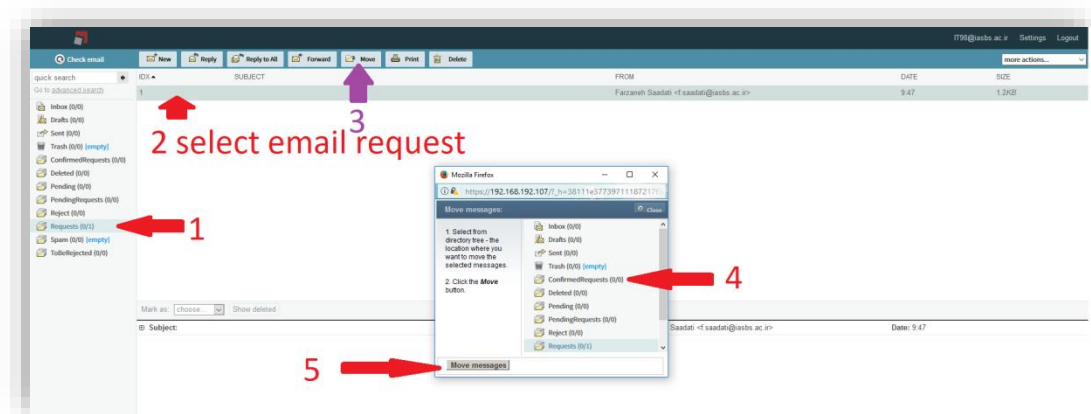 IT98@iasbs.ac.ir Settings Logout
Check email New Reply Reply to All Forward Move Print Delete more actions...
quick search IDX SUBJECT FROM DATE SIZE
Go to advanced search 1 Farzaneh Saadati <f.saadati@iasbs.ac.ir> 9:47 1.2KB
Inbox (0/0)
Drafts (0/0)
Sent (0/0)
Trash (0/0) [empty]
ConfirmedRequests (0/0)
Deleted (0/0)
Pending (0/0)
PendingRequests (0/0)
Reject (0/0)
Requests (0/1)
Spam (0/0) [empty]
ToBeRejected (0/0)
1
2 select email request
3
Mozilla Firefox
Move messages: Close
1. Select from
directory tree - the
location where you
want to move the
selected messages.
2. Click the Move
button.
Inbox (0/0)
Drafts (0/0)
Sent (0/0)
Trash (0/0) [empty]
ConfirmedRequests (0/0)
Deleted (0/0)
Pending (0/0)
PendingRequests (0/0)
Reject (0/0)
Requests (0/1)
4
Mark as: choose... Show deleted
Subject: Saadati <f.saadati@iasbs.ac.ir> Date: 9:47
5
Move messages